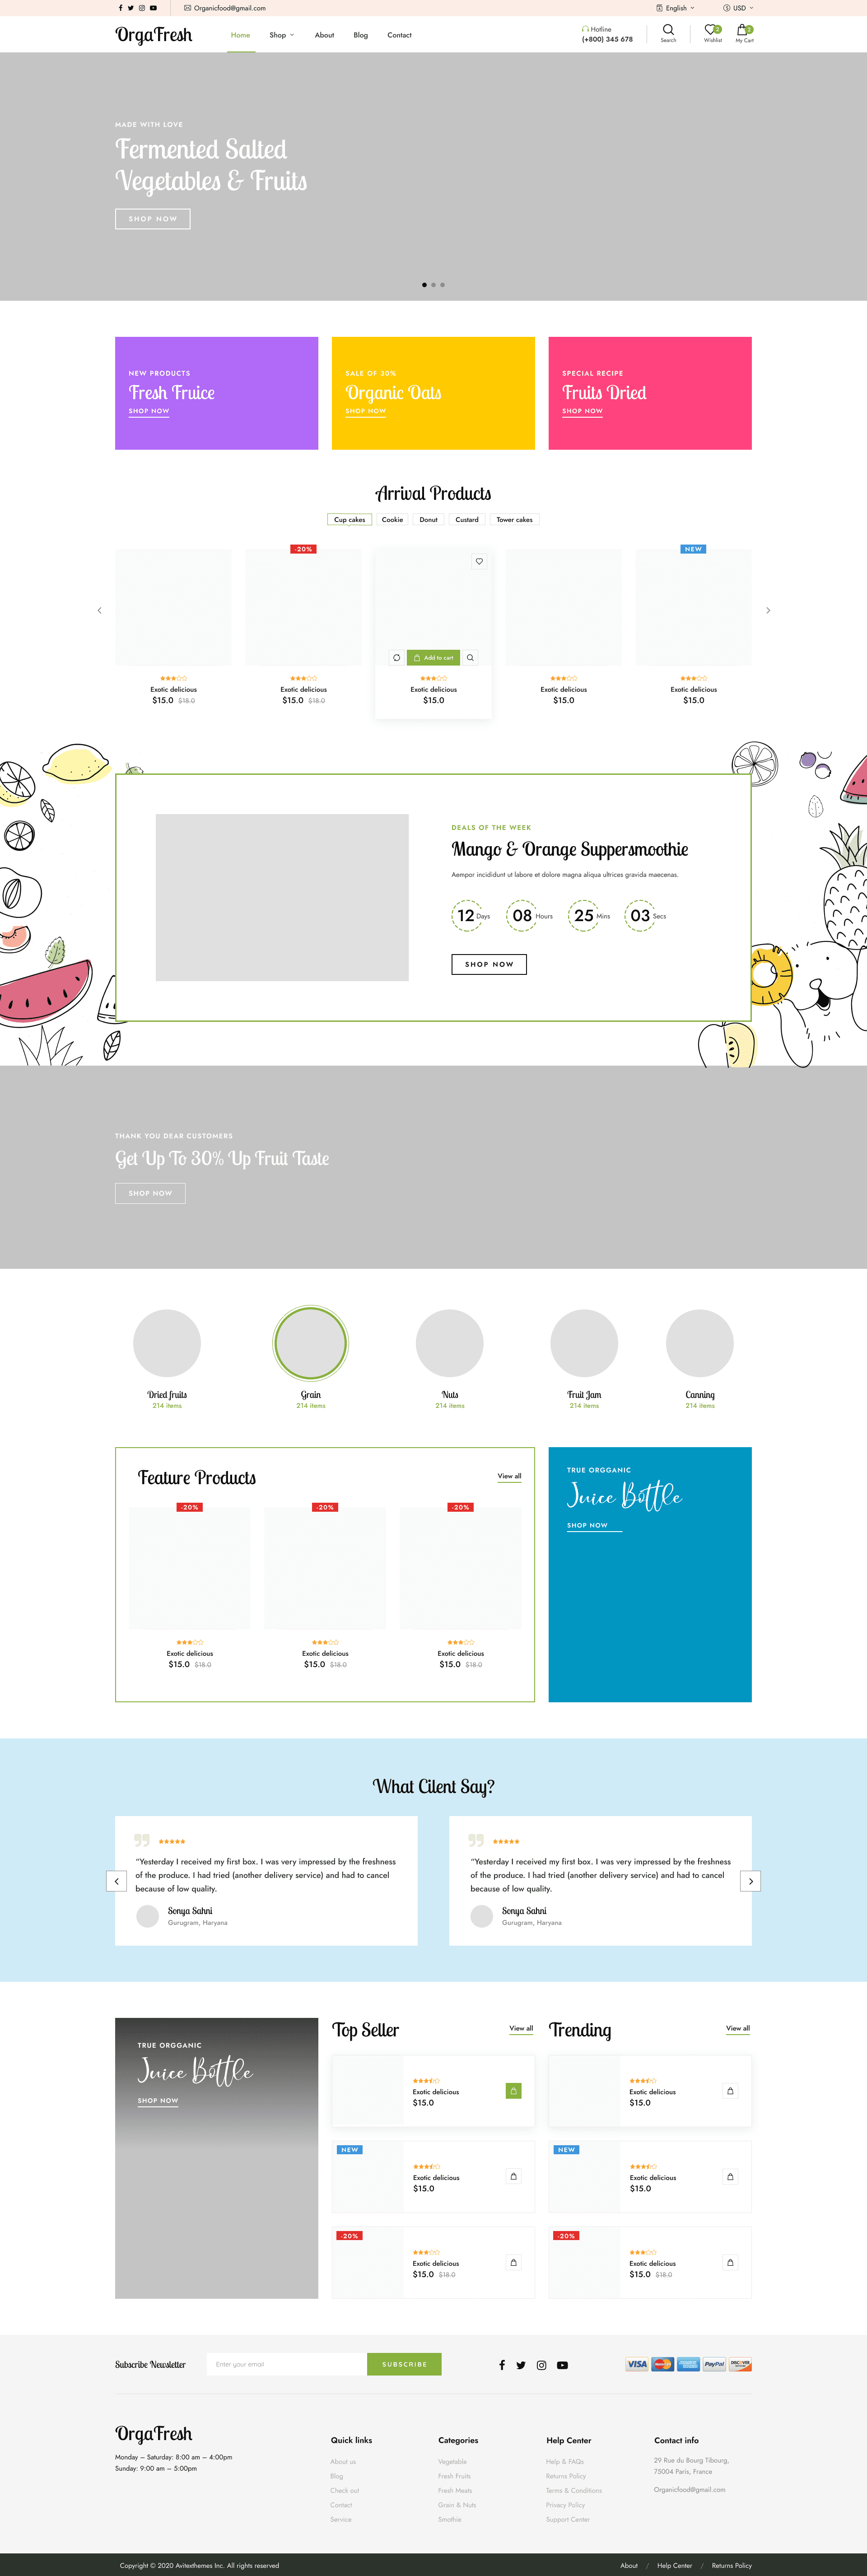 Organicfood@gmail.com
English
USD
OrgaFresh
Home
Shop
About
Blog
Contact
Hotline
(+800) 345 678
Search
2
Wishlist
2
My Cart
MADE WITH LOVE
Fermented Salted
Vegetables & Fruits
SHOP NOW
NEW PRODUCTS
Fresh Fruice
SHOP NOW
SALE OF 30%
Organic Oats
SHOP NOW
SPECIAL RECIPE
Fruits Dried
SHOP NOW
Arrival Products
Cup cakes
Cookie
Donut
Custard
Tower cakes
-20%
NEW
Add to cart
Exotic delicious
$15.0 $18.0
Exotic delicious
$15.0 $18.0
Exotic delicious
$15.0
Exotic delicious
$15.0
Exotic delicious
$15.0
DEALS OF THE WEEK
Mango & Orange Suppersmoothie
Aempor incididunt ut labore et dolore magna aliqua ultrices gravida maecenas.
12 Days
08 Hours
25 Mins
03 Secs
SHOP NOW
THANK YOU DEAR CUSTOMERS
Get Up To 30% Up Fruit Taste
SHOP NOW
Dried fruits
214 items
Grain
214 items
Nuts
214 items
Fruit Jam
214 items
Canning
214 items
Feature Products
View all
-20%
-20%
-20%
Exotic delicious
$15.0 $18.0
Exotic delicious
$15.0 $18.0
Exotic delicious
$15.0 $18.0
TRUE ORGGANIC
Juice Bottle
SHOP NOW
What Cilent Say?
“Yesterday I received my first box. I was very impressed by the freshness
of the produce. I had tried (another delivery service) and had to cancel
because of low quality.
Sonya Sahni
Gurugram, Haryana
“Yesterday I received my first box. I was very impressed by the freshness
of the produce. I had tried (another delivery service) and had to cancel
because of low quality.
Sonya Sahni
Gurugram, Haryana
TRUE ORGGANIC
Juice Bottle
SHOP NOW
Top Seller
View all
Exotic delicious
$15.0
NEW
Exotic delicious
$15.0
-20%
Exotic delicious
$15.0 $18.0
Trending
View all
Exotic delicious
$15.0
NEW
Exotic delicious
$15.0
-20%
Exotic delicious
$15.0 $18.0
Subscribe Newsletter
Enter your email
SUBSCRIBE
VISA
MasterCard
AMERICAN EXPRESS
PayPal
DISCOVER
OrgaFresh
Monday – Saturday: 8:00 am – 4:00pm
Sunday: 9:00 am – 5:00pm
Quick links
About us
Blog
Check out
Contact
Service
Categories
Vegetable
Fresh Fruits
Fresh Meats
Grain & Nuts
Smothie
Help Center
Help & FAQs
Returns Policy
Terms & Conditions
Privacy Policy
Support Center
Contact info
29 Rue du Bourg Tibourg,
75004 Paris, France
Organicfood@gmail.com
Copyright © 2020 Avitexthemes Inc. All rights reserved
About / Help Center / Returns Policy